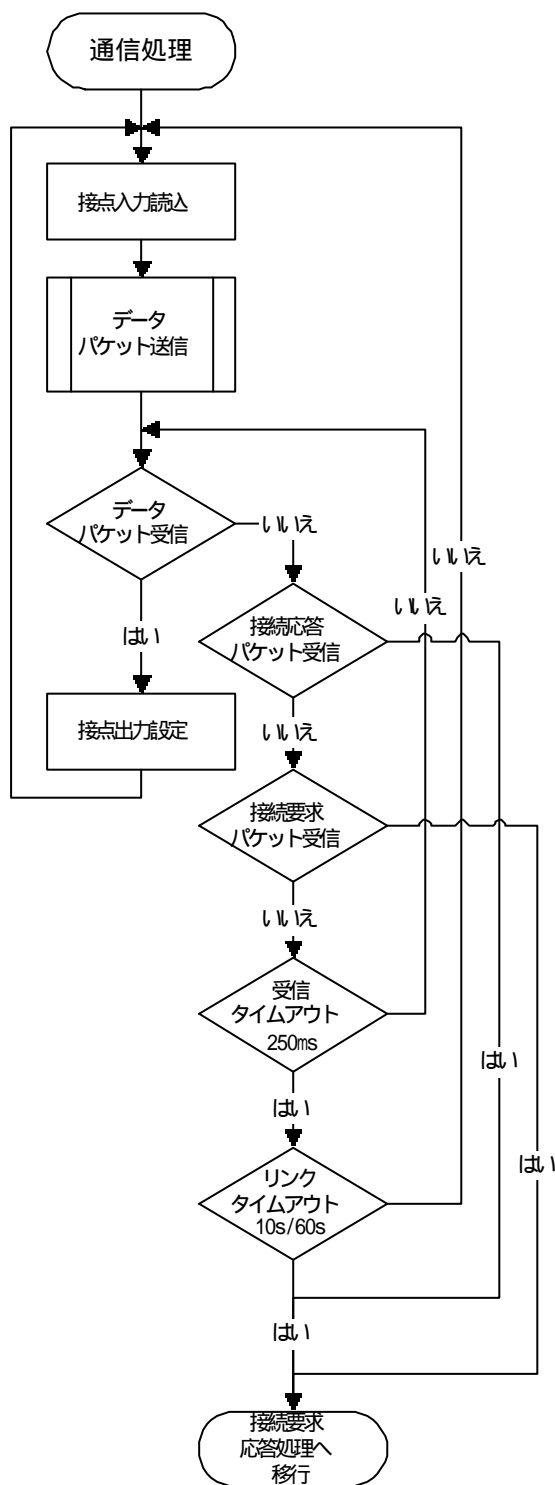 通信処理
接点入力読込
データ
パケット送信
データ
パケット受信
いいえ
はい
接点出力設定
接続応答
パケット受信
いいえ
接続要求
パケット受信
いいえ
受信
タイムアウト
250ms
はい
リンク
タイムアウト
10s/60s
はい
いいえ
いいえ
はい
はい
接続要求
応答処理へ
移行